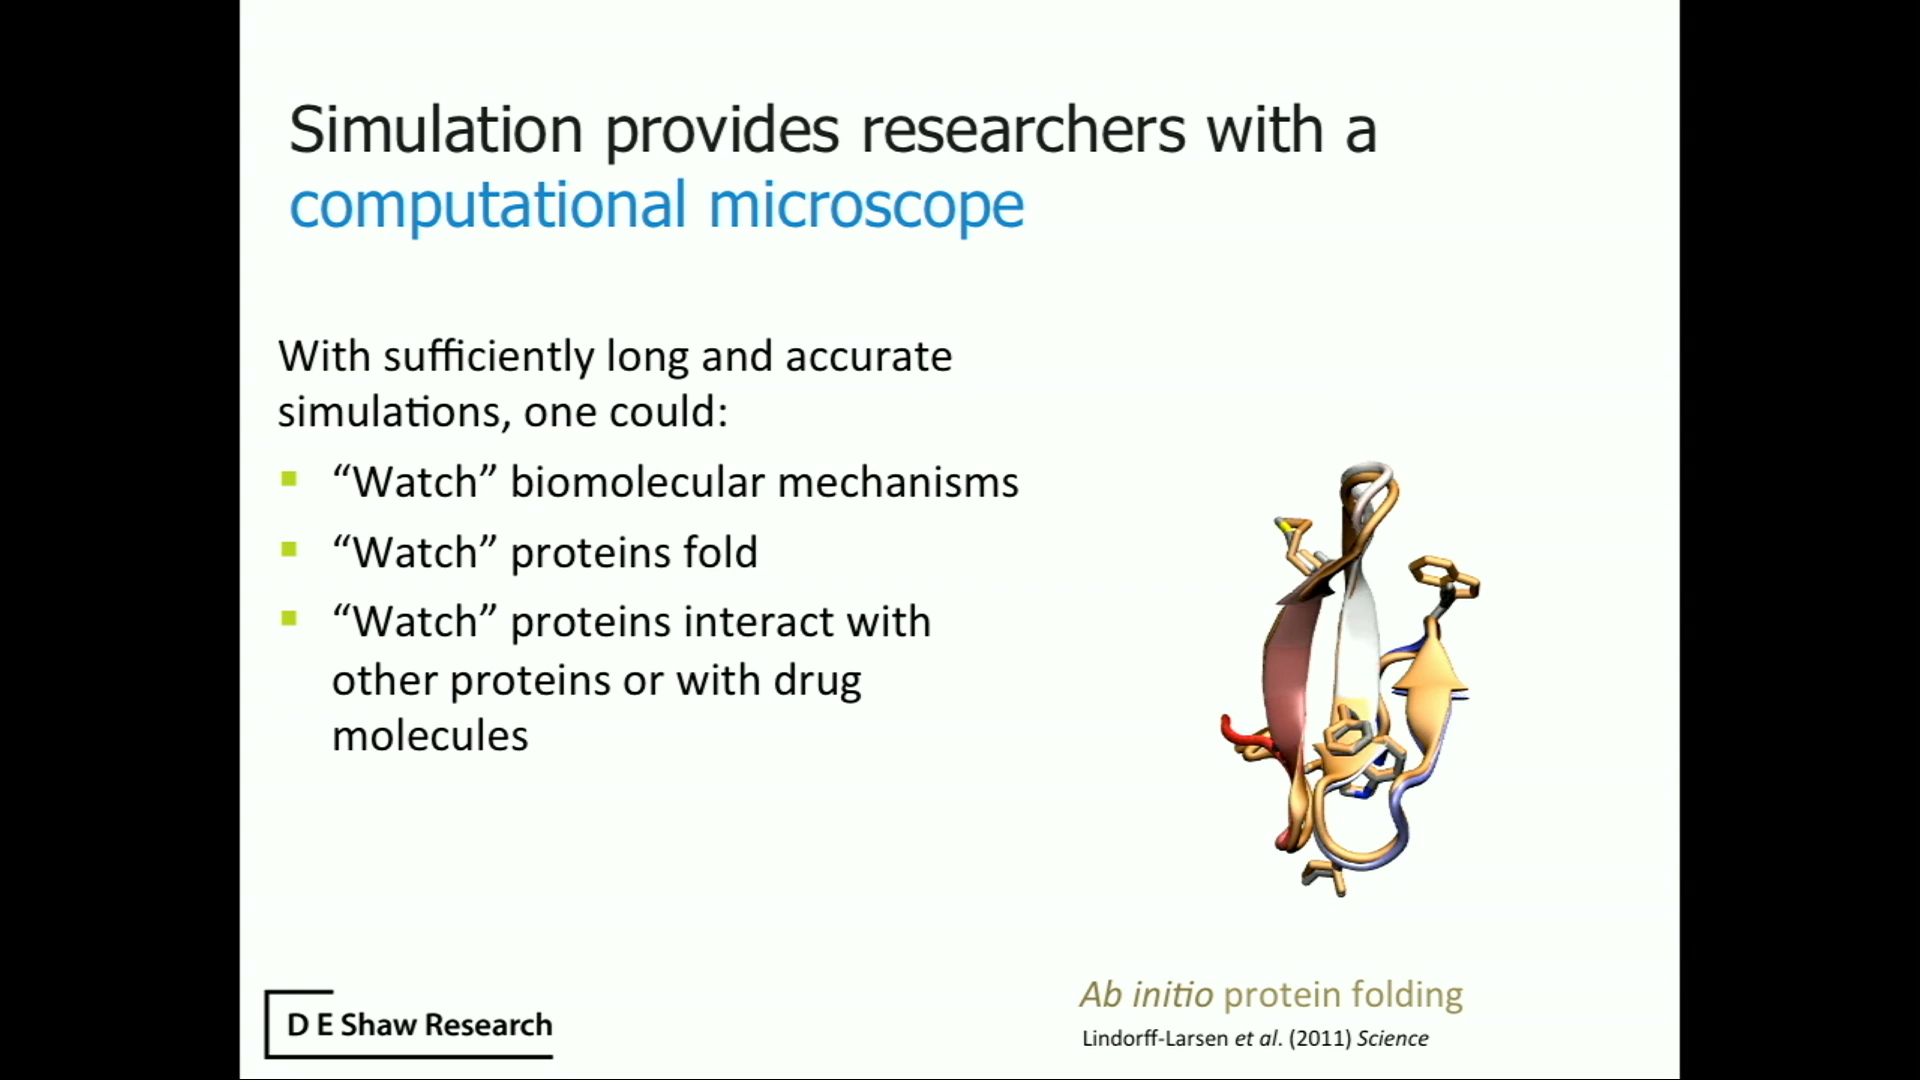 Simulation provides researchers with a
computational microscope
With sufficiently long and accurate
simulations, one could:
“Watch” biomolecular mechanisms
“Watch” proteins fold
“Watch” proteins interact with
other proteins or with drug
molecules
Ab initio protein folding
Lindorff-Larsen et al. (2011) Science
D E Shaw Research